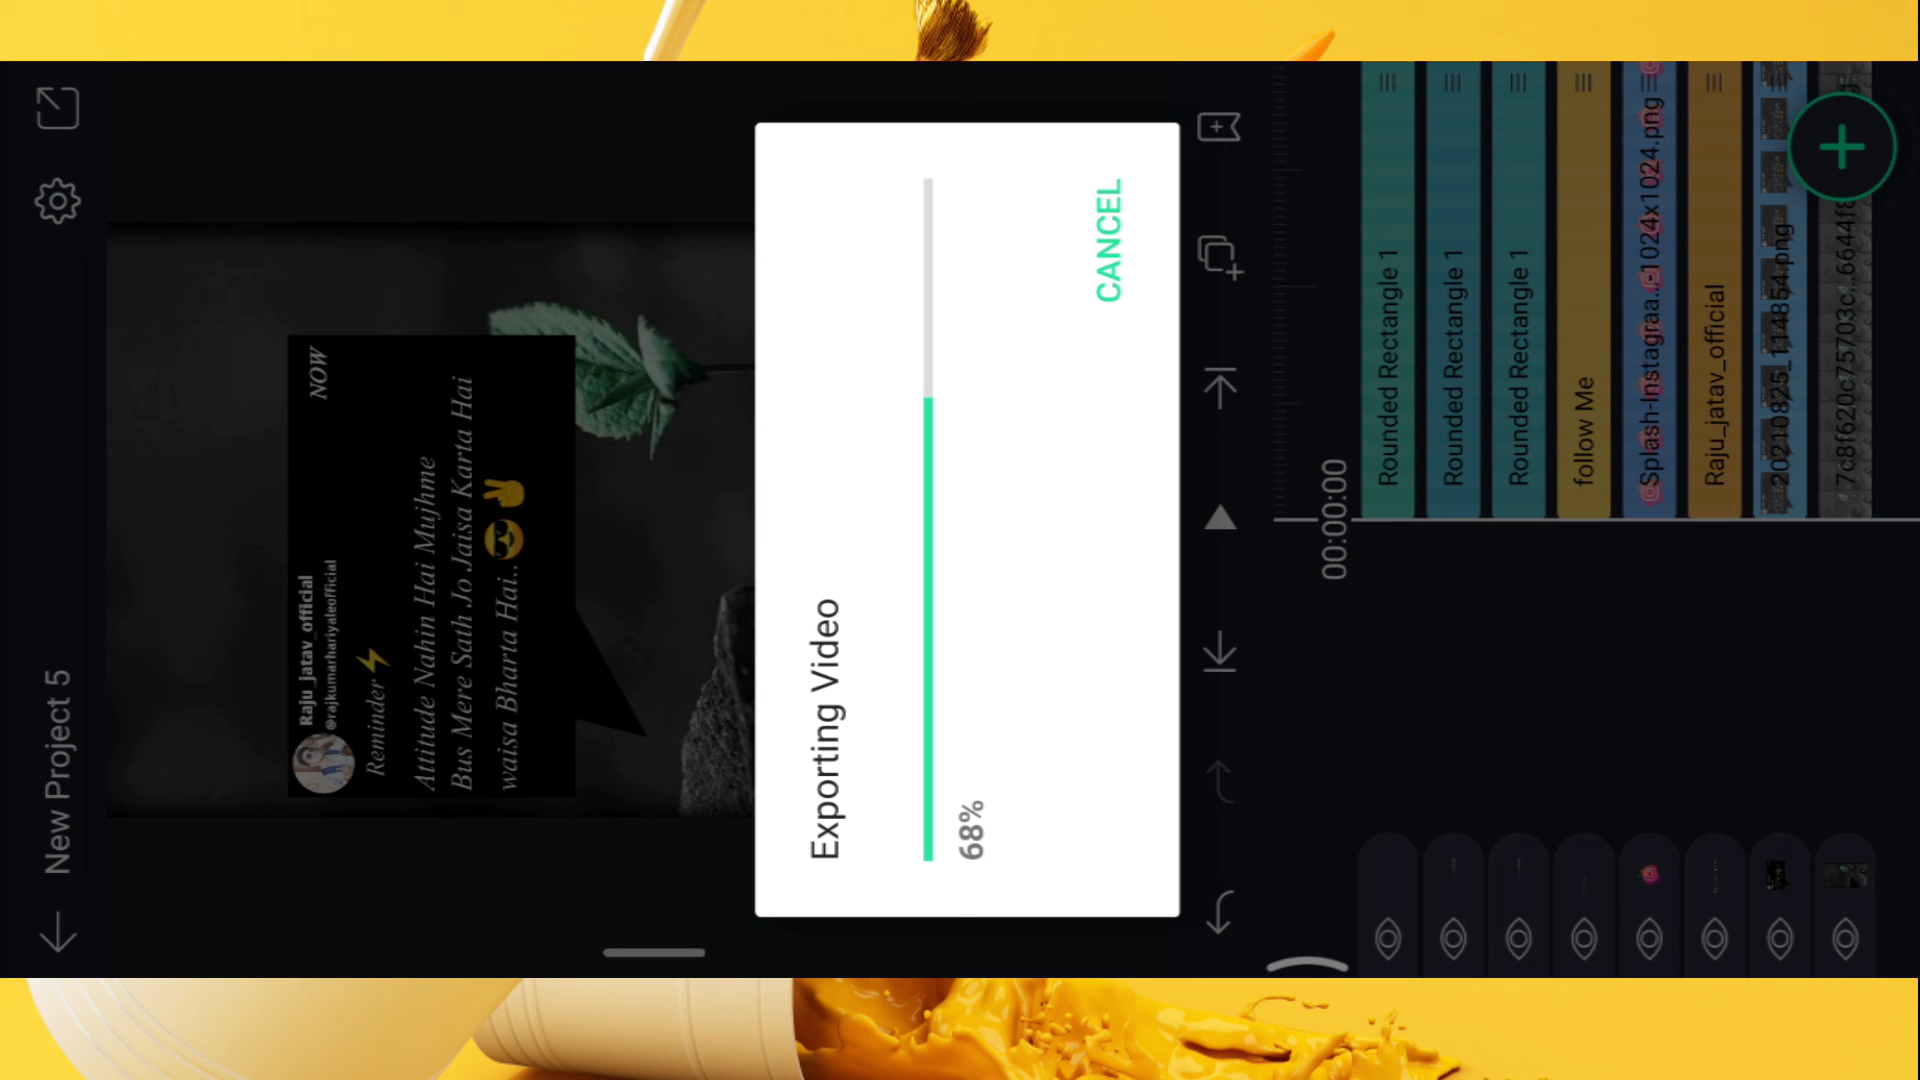 New Project 5
Raju_jatav_official
@rajkumarhariyaleofficial
NOW
Reminder⚡
Attitude Nahin Hai Mujhme
Bus Mere Sath Jo Jaisa Karta Hai
waisa Bharta Hai..😎✌
Exporting Video
68%
CANCEL
00:00:00
Rounded Rectangle 1
Rounded Rectangle 1
Rounded Rectangle 1
follow Me
Splash-Instagraa...1024x1024.png
Raju_jatav_official
20210825_114854.png
7c8f620c75703c...6644f8